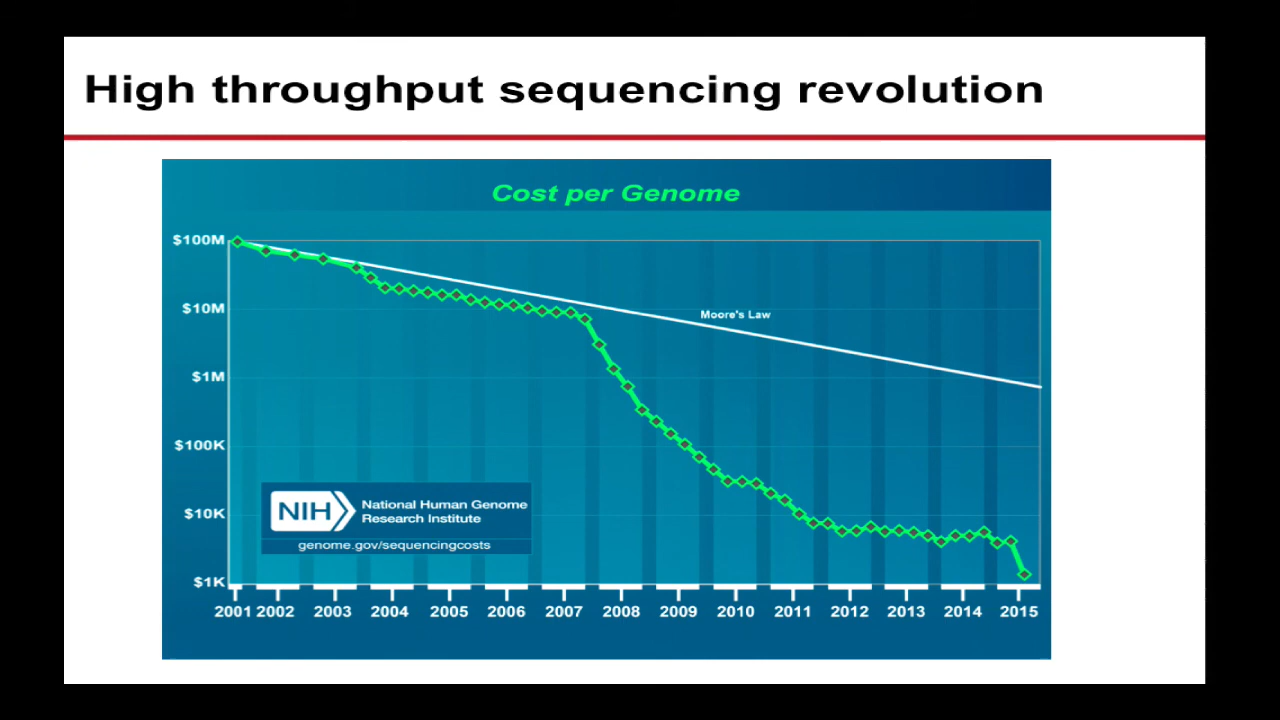 High throughput sequencing revolution
Cost per Genome
$100M
$10M
Moore's Law
$1M
$100K
$10K
NIH
National Human Genome
Research Institute
genome.gov/sequencingcosts
$1K
2001 2002 2003 2004 2005 2006 2007 2008 2009 2010 2011 2012 2013 2014 2015